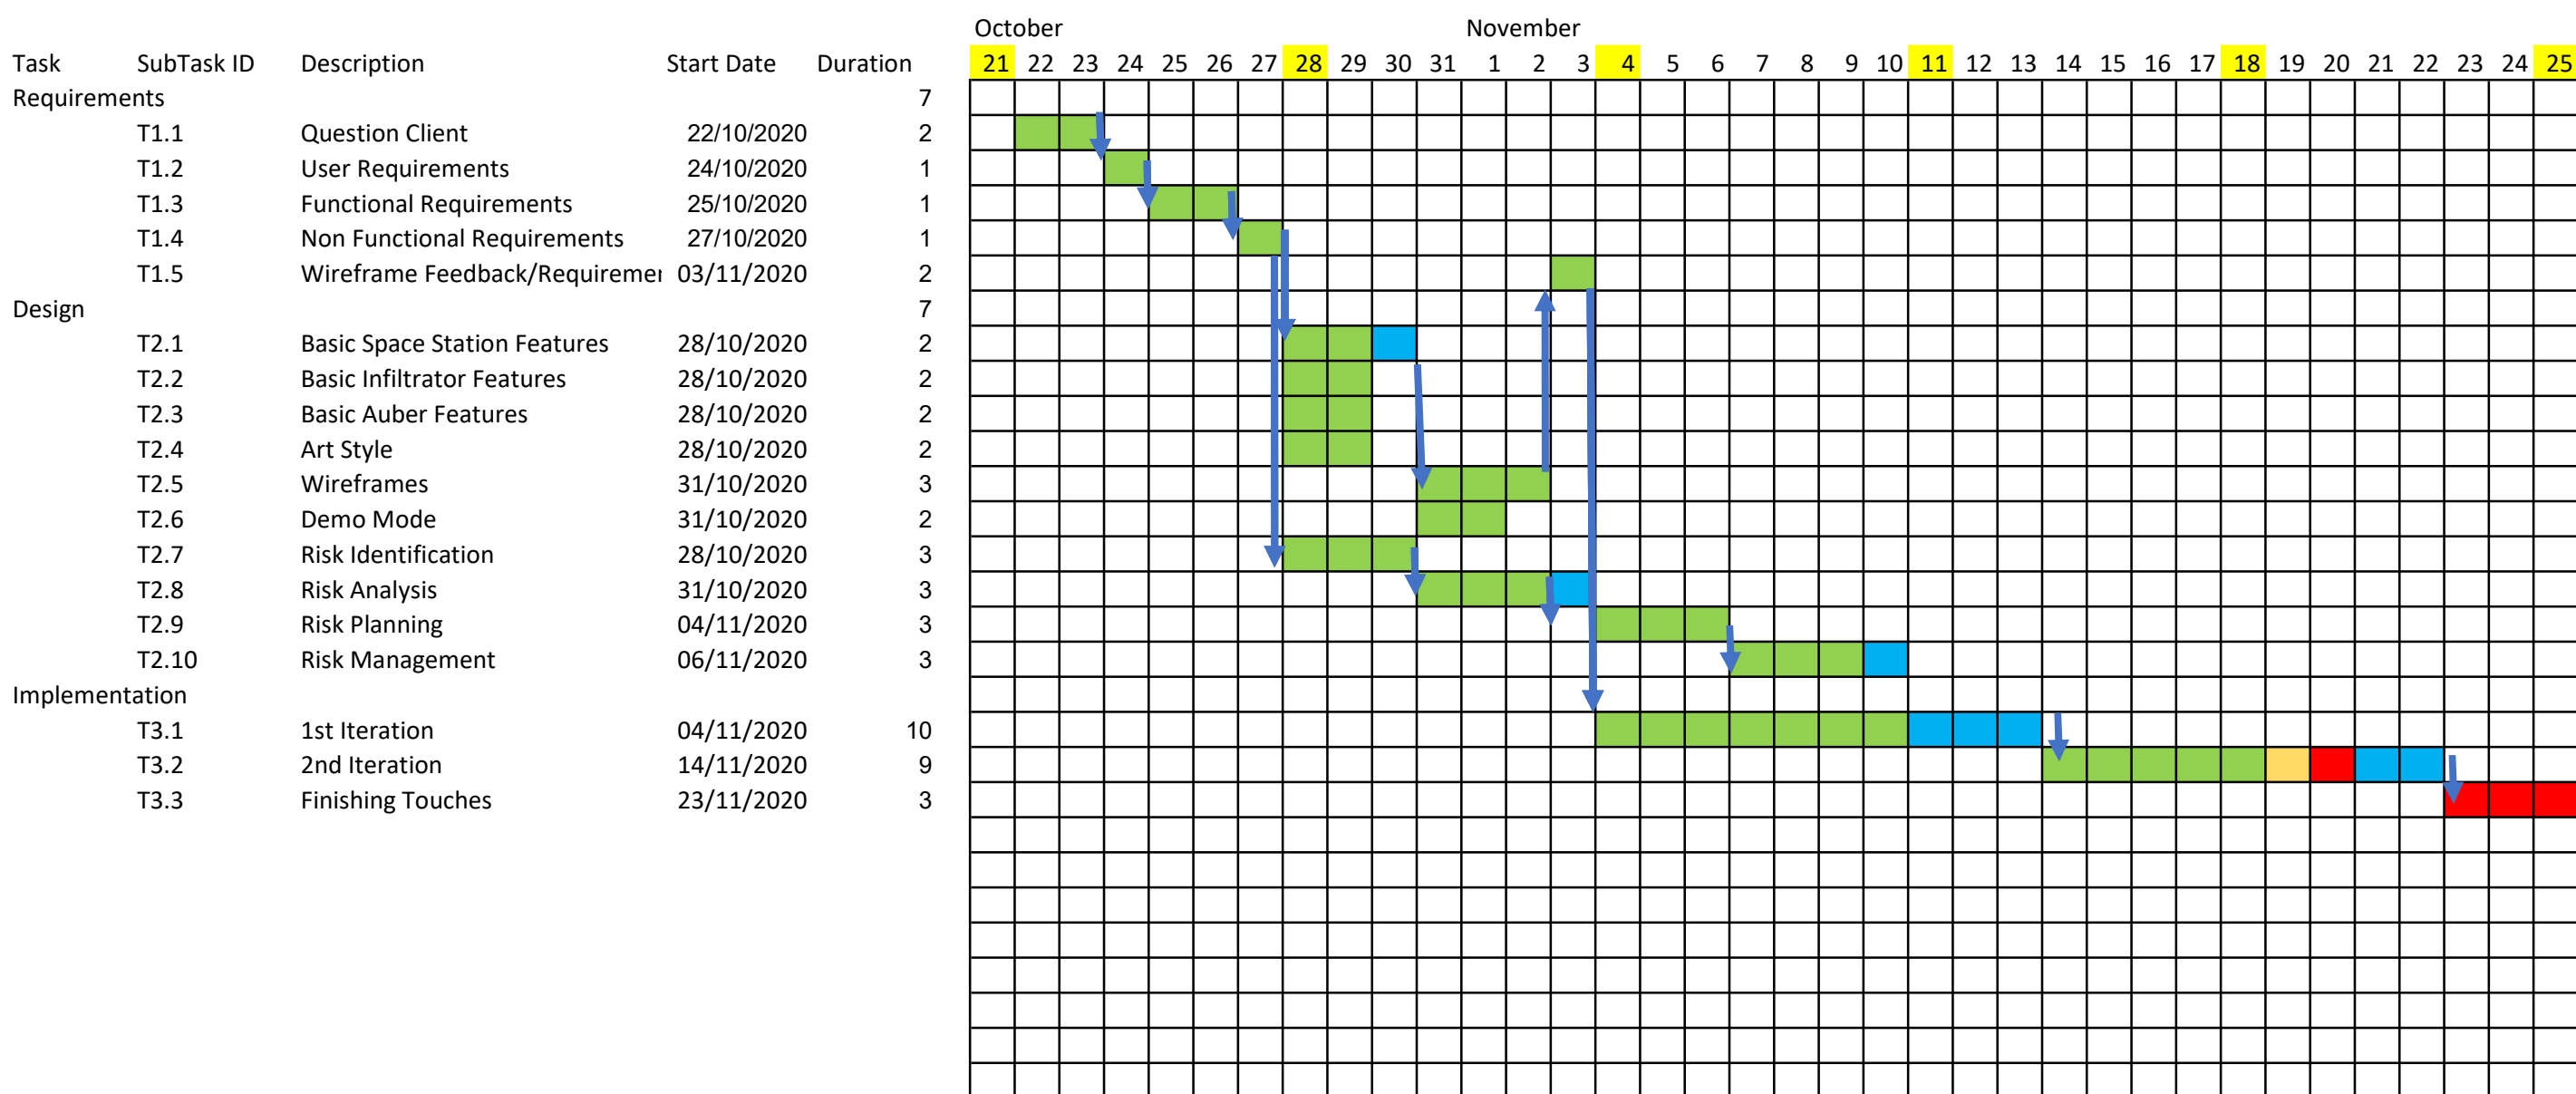 October November
Task SubTask ID Description Start Date Duration 21 22 23 24 25 26 27 28 29 30 31 1 2 3 4 5 6 7 8 9 10 11 12 13 14 15 16 17 18 19 20 21 22 23 24 25
Requirements 7
T1.1 Question Client 22/10/2020 2
T1.2 User Requirements 24/10/2020 1
T1.3 Functional Requirements 25/10/2020 1
T1.4 Non Functional Requirements 27/10/2020 1
T1.5 Wireframe Feedback/Requiremen 03/11/2020 2
Design 7
T2.1 Basic Space Station Features 28/10/2020 2
T2.2 Basic Infiltrator Features 28/10/2020 2
T2.3 Basic Auber Features 28/10/2020 2
T2.4 Art Style 28/10/2020 2
T2.5 Wireframes 31/10/2020 3
T2.6 Demo Mode 31/10/2020 2
T2.7 Risk Identification 28/10/2020 3
T2.8 Risk Analysis 31/10/2020 3
T2.9 Risk Planning 04/11/2020 3
T2.10 Risk Management 06/11/2020 3
Implementation
T3.1 1st Iteration 04/11/2020 10
T3.2 2nd Iteration 14/11/2020 9
T3.3 Finishing Touches 23/11/2020 3